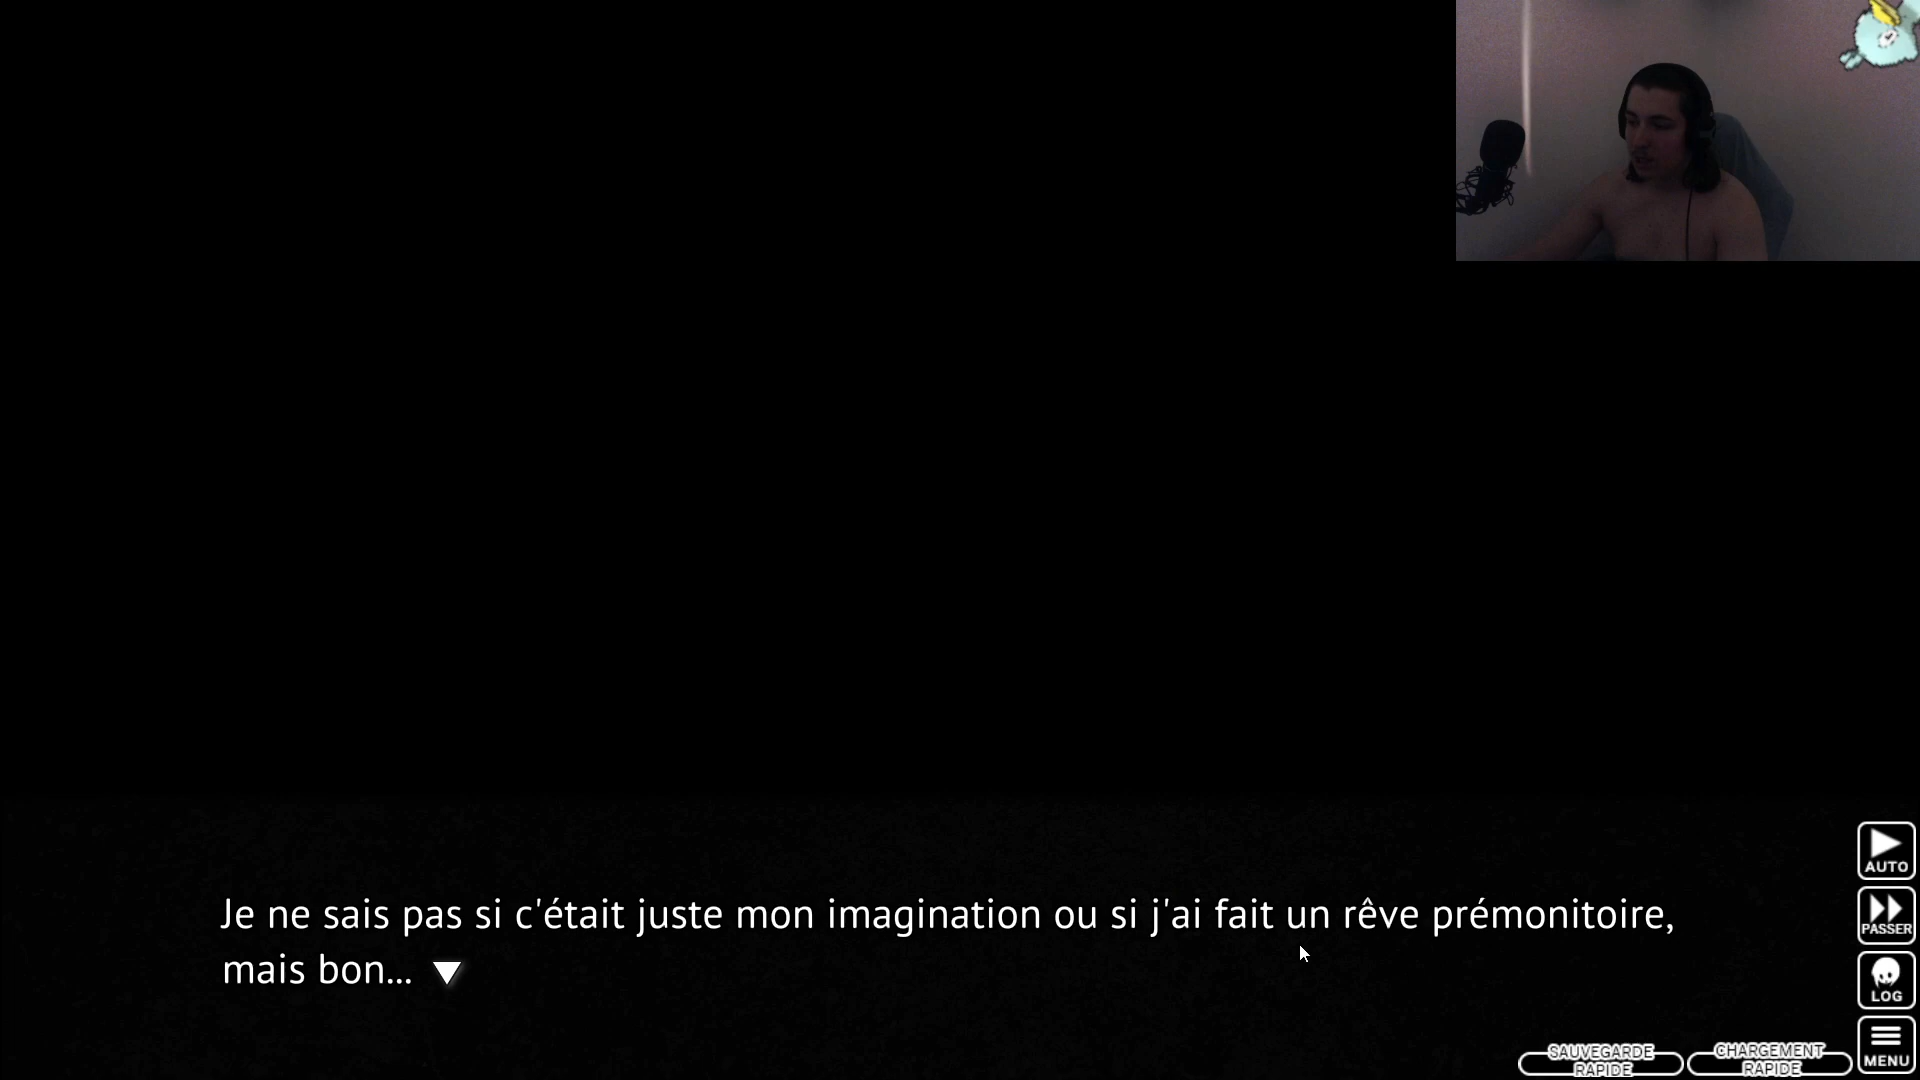 Je ne sais pas si c'était juste mon imagination ou si j'ai fait un rêve prémonitoire,
mais bon...
AUTO
PASSER
LOG
MENU
SAUVEGARDE
RAPIDE
CHARGEMENT
RAPIDE